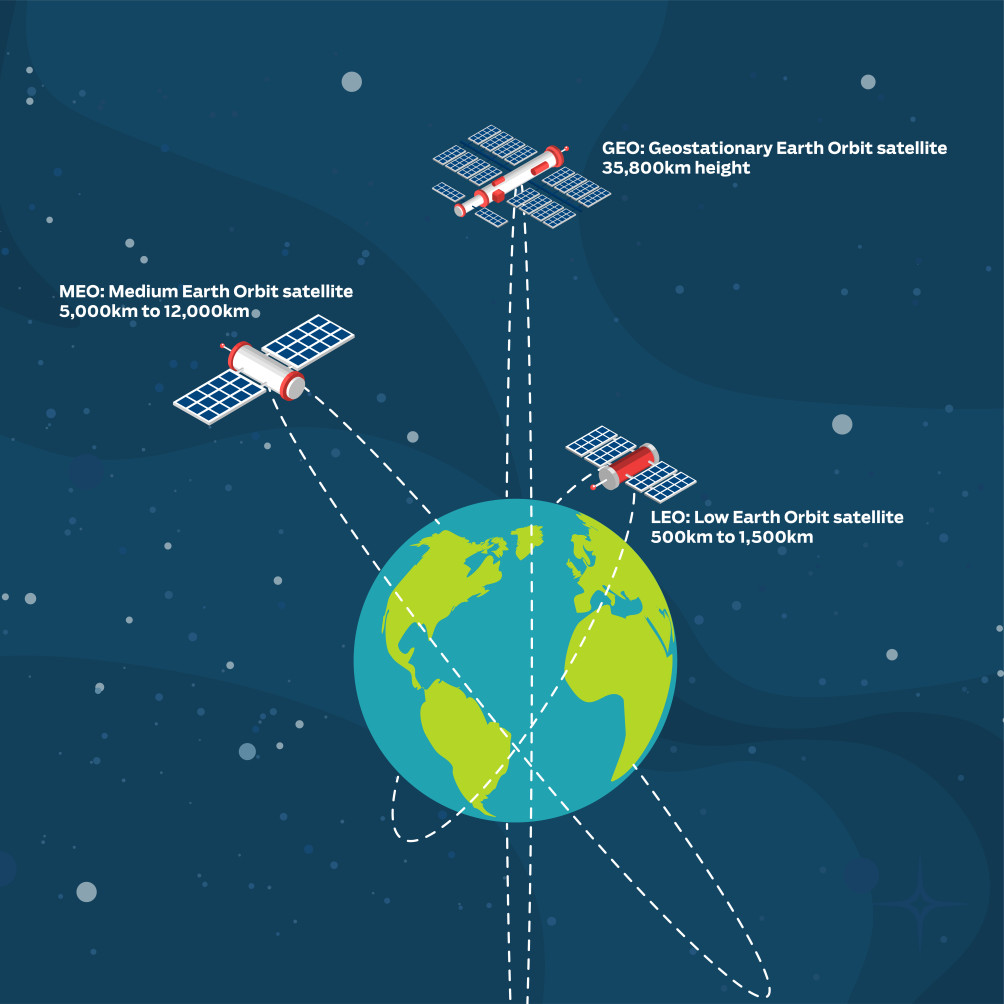 GEO: Geostationary Earth Orbit satellite
35,800km height
MEO: Medium Earth Orbit satellite
5,000km to 12,000km
LEO: Low Earth Orbit satellite
500km to 1,500km